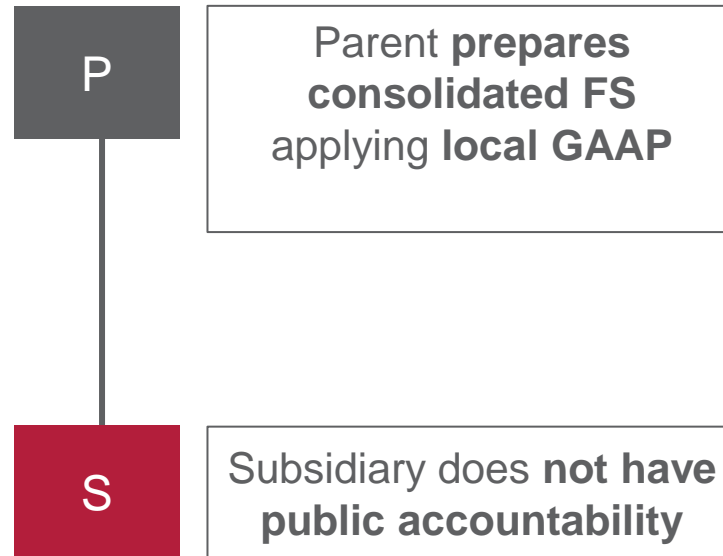 P
Parent prepares
consolidated FS
applying local GAAP
S
Subsidiary does not have
public accountability